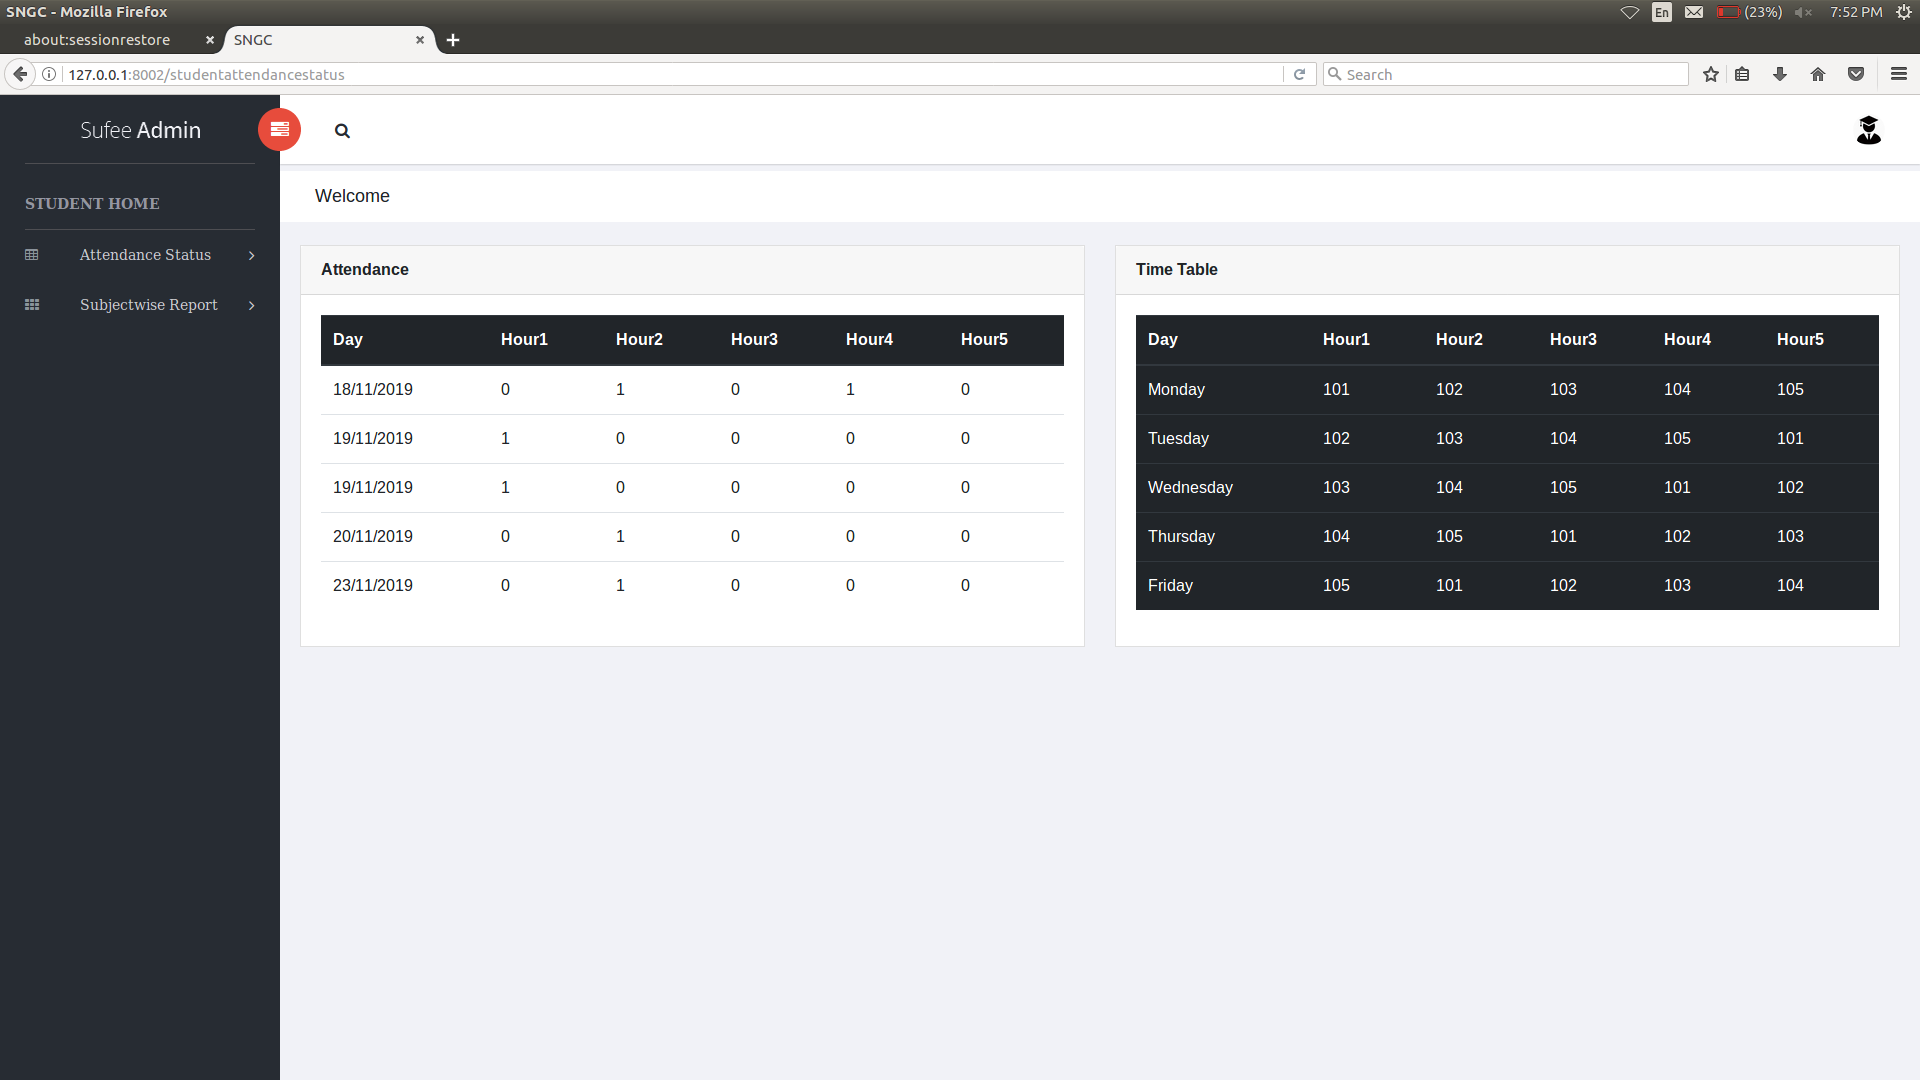 SNGC - Mozilla Firefox
En (23%) 7:52 PM
about:sessionrestore SNGC
127.0.0.1:8002/studentattendancestatus Search
Sufee Admin
STUDENT HOME
Attendance Status
Subjectwise Report
Welcome
Attendance
Day Hour1 Hour2 Hour3 Hour4 Hour5
18/11/2019 0 1 0 1 0
19/11/2019 1 0 0 0 0
19/11/2019 1 0 0 0 0
20/11/2019 0 1 0 0 0
23/11/2019 0 1 0 0 0
Time Table
Day Hour1 Hour2 Hour3 Hour4 Hour5
Monday 101 102 103 104 105
Tuesday 102 103 104 105 101
Wednesday 103 104 105 101 102
Thursday 104 105 101 102 103
Friday 105 101 102 103 104